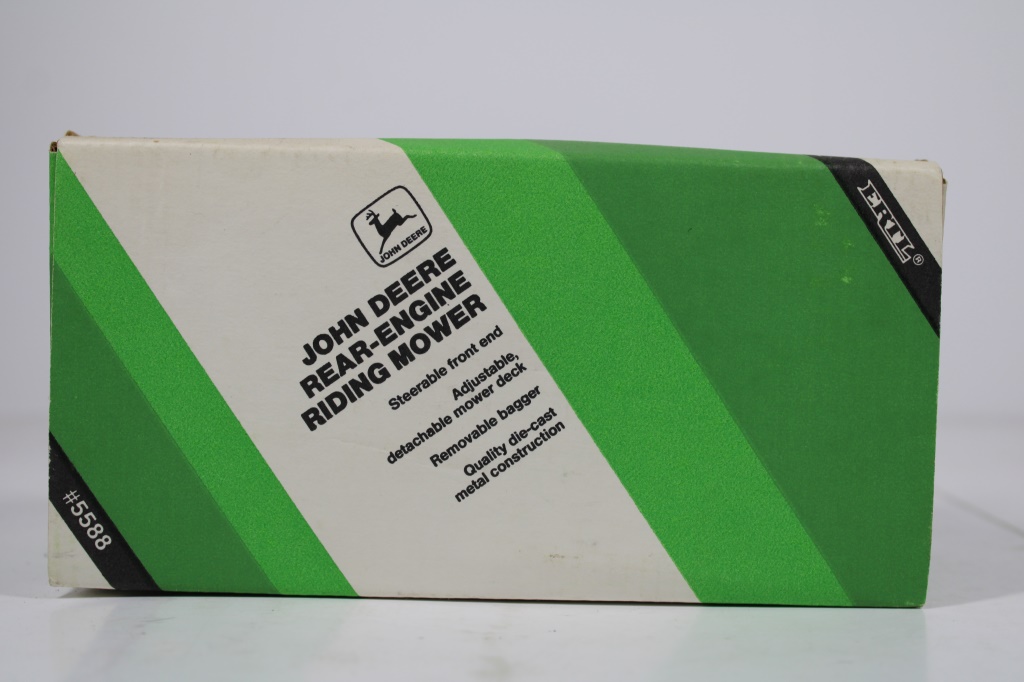 JOHN DEERE
JOHN DEERE
REAR-ENGINE
RIDING MOWER
Steerable front end
Adjustable,
detachable mower deck
Removable bagger
Quality die-cast
metal construction
ERTL®
#5588